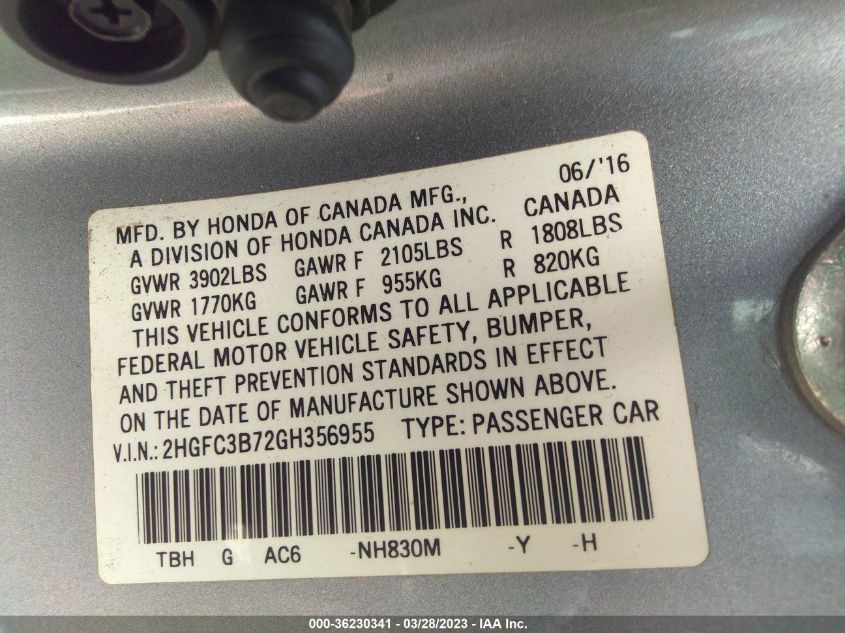 06/'16
MFD. BY HONDA OF CANADA MFG.,
A DIVISION OF HONDA CANADA INC. CANADA
GVWR 3902LBS GAWR F 2105LBS R 1808LBS
GVWR 1770KG GAWR F 955KG R 820KG
THIS VEHICLE CONFORMS TO ALL APPLICABLE
FEDERAL MOTOR VEHICLE SAFETY, BUMPER,
AND THEFT PREVENTION STANDARDS IN EFFECT
ON THE DATE OF MANUFACTURE SHOWN ABOVE.
V.I.N.: 2HGFC3B72GH356955 TYPE: PASSENGER CAR
TBH G AC6 -NH830M -Y -H
000-36230341 - 03/28/2023 - IAA Inc.